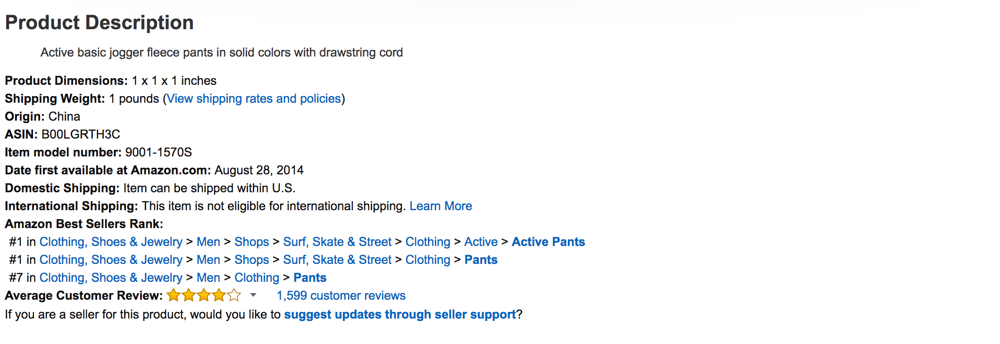 Product Description
Active basic jogger fleece pants in solid colors with drawstring cord
Product Dimensions: 1 x 1 x 1 inches
Shipping Weight: 1 pounds (View shipping rates and policies)
Origin: China
ASIN: B00LGRTH3C
Item model number: 9001-1570S
Date first available at Amazon.com: August 28, 2014
Domestic Shipping: Item can be shipped within U.S.
International Shipping: This item is not eligible for international shipping. Learn More
Amazon Best Sellers Rank:
#1 in Clothing, Shoes & Jewelry > Men > Shops > Surf, Skate & Street > Clothing > Active > Active Pants
#1 in Clothing, Shoes & Jewelry > Men > Shops > Surf, Skate & Street > Clothing > Pants
#7 in Clothing, Shoes & Jewelry > Men > Clothing > Pants
Average Customer Review: 1,599 customer reviews
If you are a seller for this product, would you like to suggest updates through seller support?